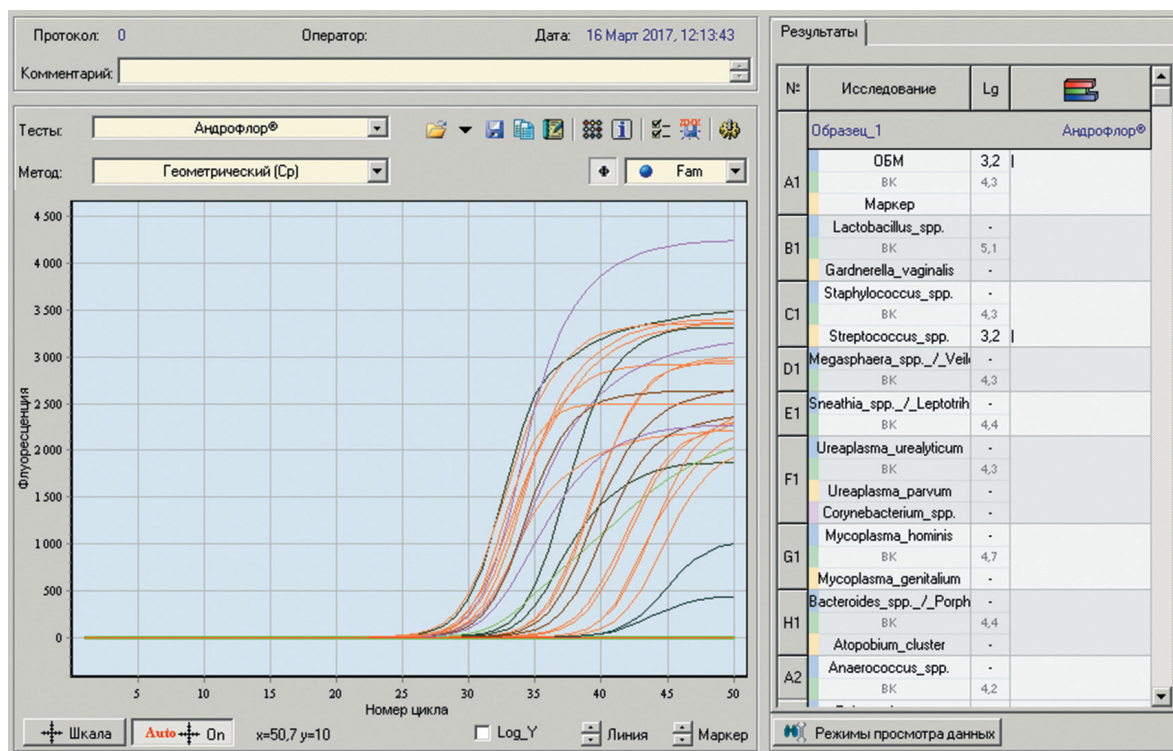 Протокол: 0 Оператор: Дата: 16 Март 2017, 12:13:43
Комментарий:
Тесты: Андрофлор®
Метод: Геометрический (Cp) Ф Fam
Флуоресценция
4 500
4 000
3 500
3 000
2 500
2 000
1 500
1 000
500
0
5 10 15 20 25 30 35 40 45 50
Номер цикла
Шкала Auto On x=50,7 y=10 Log_Y Линия Маркер
Результаты
№ Исследование Lg
Образец_1 Андрофлор®
A1
ОБМ 3,2
ВК 4,3
Маркер
B1
Lactobacillus_spp. -
ВК 5,1
Gardnerella_vaginalis -
C1
Staphylococcus_spp. -
ВК 4,3
Streptococcus_spp. 3,2
D1
Megasphaera_spp._/_Veil -
ВК 4,3
E1
Sneathia_spp._/_Leptotrih -
ВК 4,4
F1
Ureaplasma_urealyticum -
ВК 4,3
Ureaplasma_parvum -
Corynebacterium_spp. -
G1
Mycoplasma_hominis -
ВК 4,7
Mycoplasma_genitalium -
H1
Bacteroides_spp._/_Porph -
ВК 4,4
Atopobium_cluster -
A2
Anaerococcus_spp. -
ВК 4,2
Режимы просмотра данных